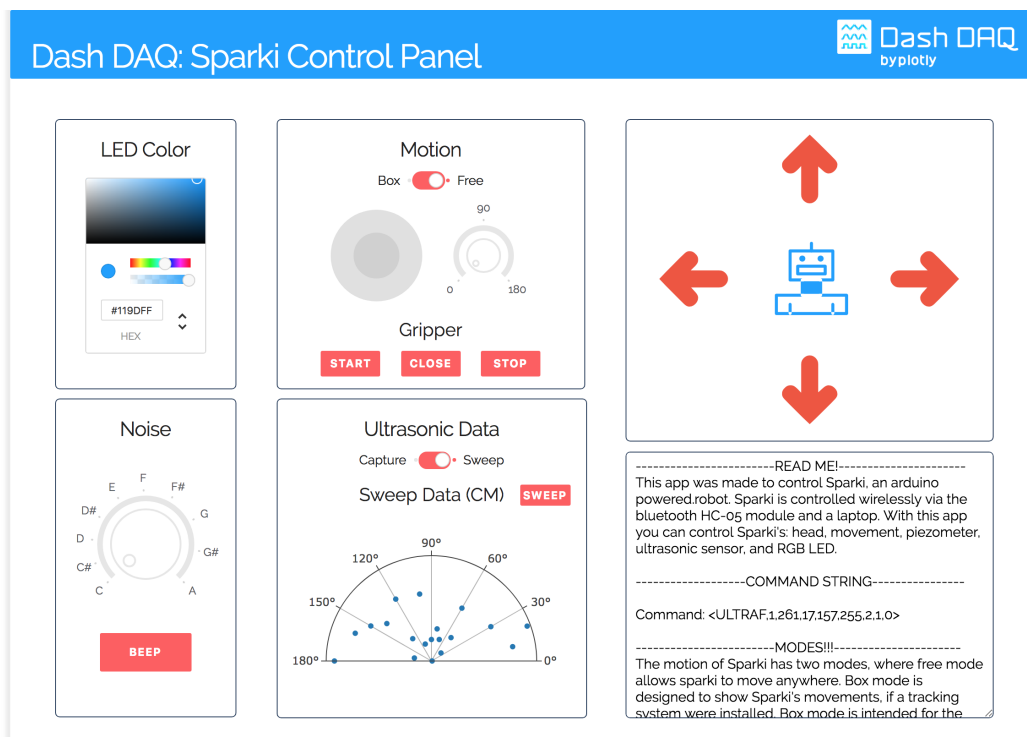 Dash DAQ: Sparki Control Panel
Dash DAQ
by plotly
LED Color
#119DFF
HEX
Motion
Box
Free
90
0
180
Gripper
START
CLOSE
STOP
Noise
C
C#
D
D#
E
F
F#
G
G#
A
BEEP
Ultrasonic Data
Capture
Sweep
Sweep Data (CM)
SWEEP
180°
150°
120°
90°
60°
30°
0°
------------------------READ ME!----------------------
This app was made to control Sparki, an arduino
powered.robot. Sparki is controlled wirelessly via the
bluetooth HC-05 module and a laptop. With this app
you can control Sparki's: head, movement, piezometer,
ultrasonic sensor, and RGB LED.
-------------------COMMAND STRING----------------
Command: <ULTRAF,1,261,17,157,255,2,1,0>
------------------------MODES!!!----------------------
The motion of Sparki has two modes, where free mode
allows sparki to move anywhere. Box mode is
designed to show Sparki's movements, if a tracking
system were installed. Box mode is intended for the